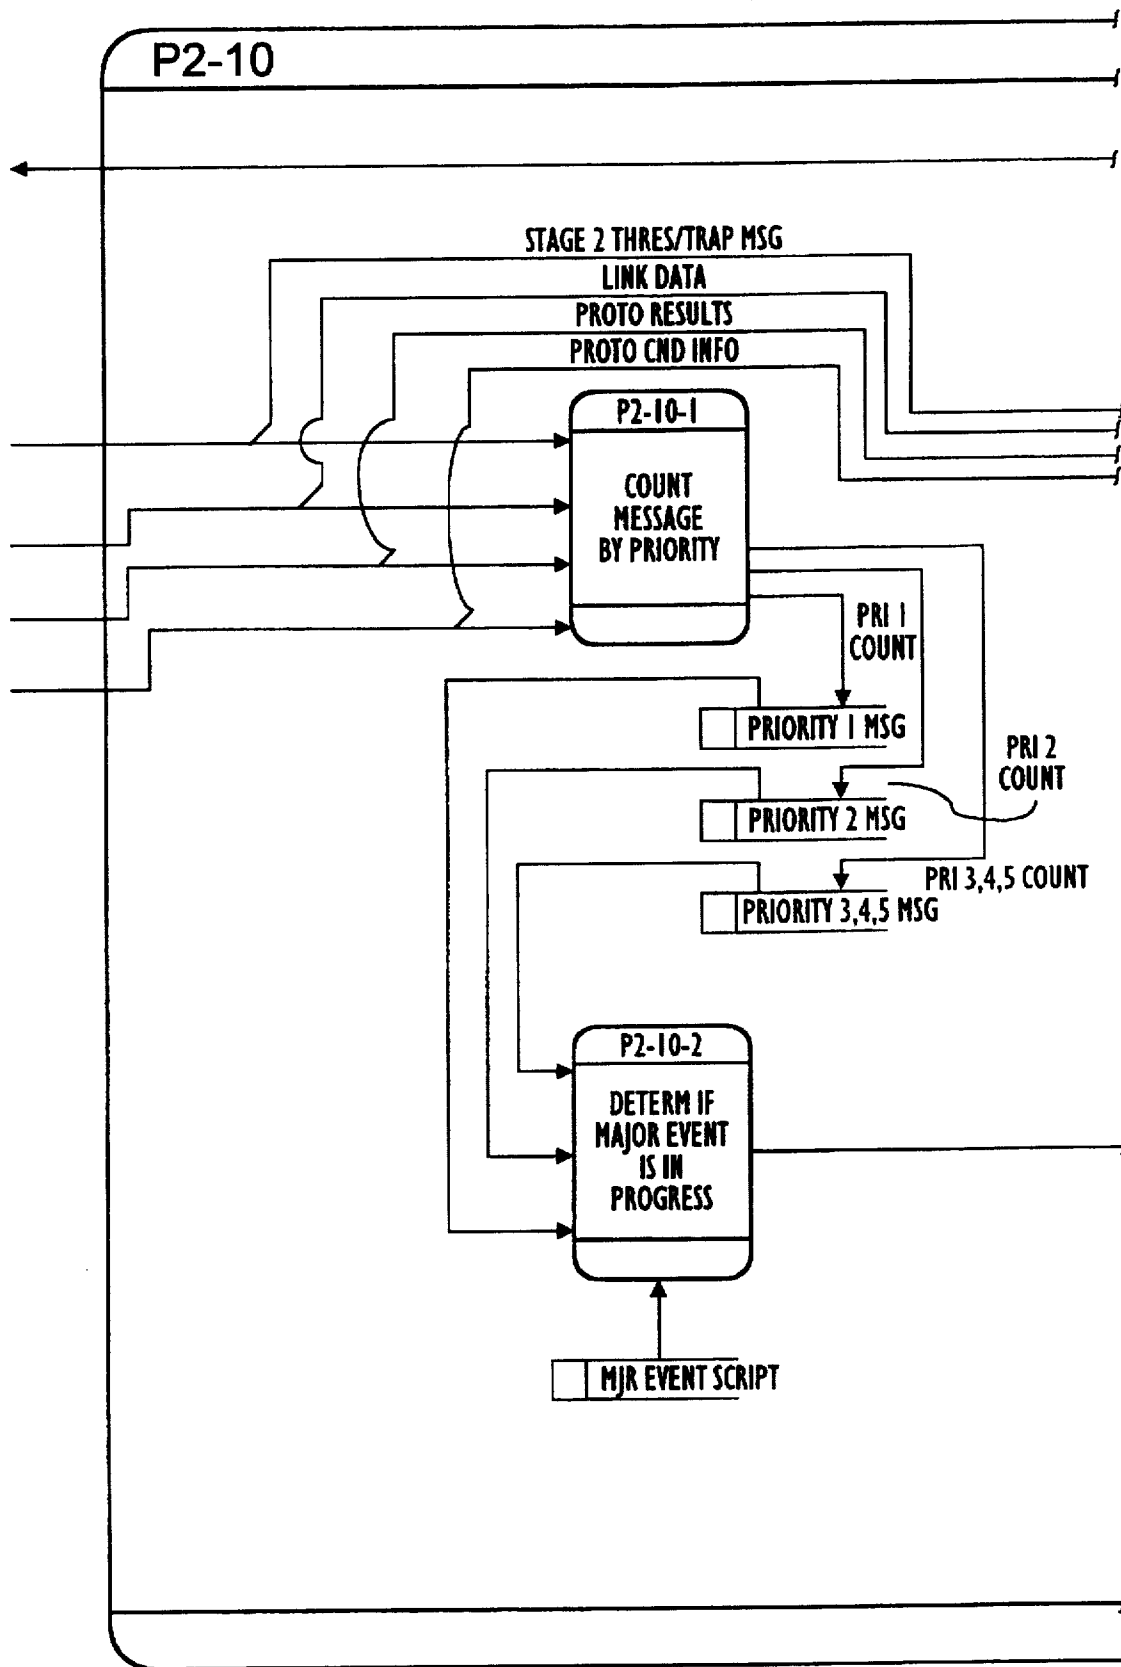 P2-10
STAGE 2 THRES/TRAP MSG
LINK DATA
PROTO RESULTS
PROTO CND INFO
P2-10-1
COUNT
MESSAGE
BY PRIORITY
PRI 1
COUNT
PRIORITY 1 MSG
PRI 2
COUNT
PRIORITY 2 MSG
PRI 3,4,5 COUNT
PRIORITY 3,4,5 MSG
P2-10-2
DETERM IF
MAJOR EVENT
IS IN
PROGRESS
MJR EVENT SCRIPT